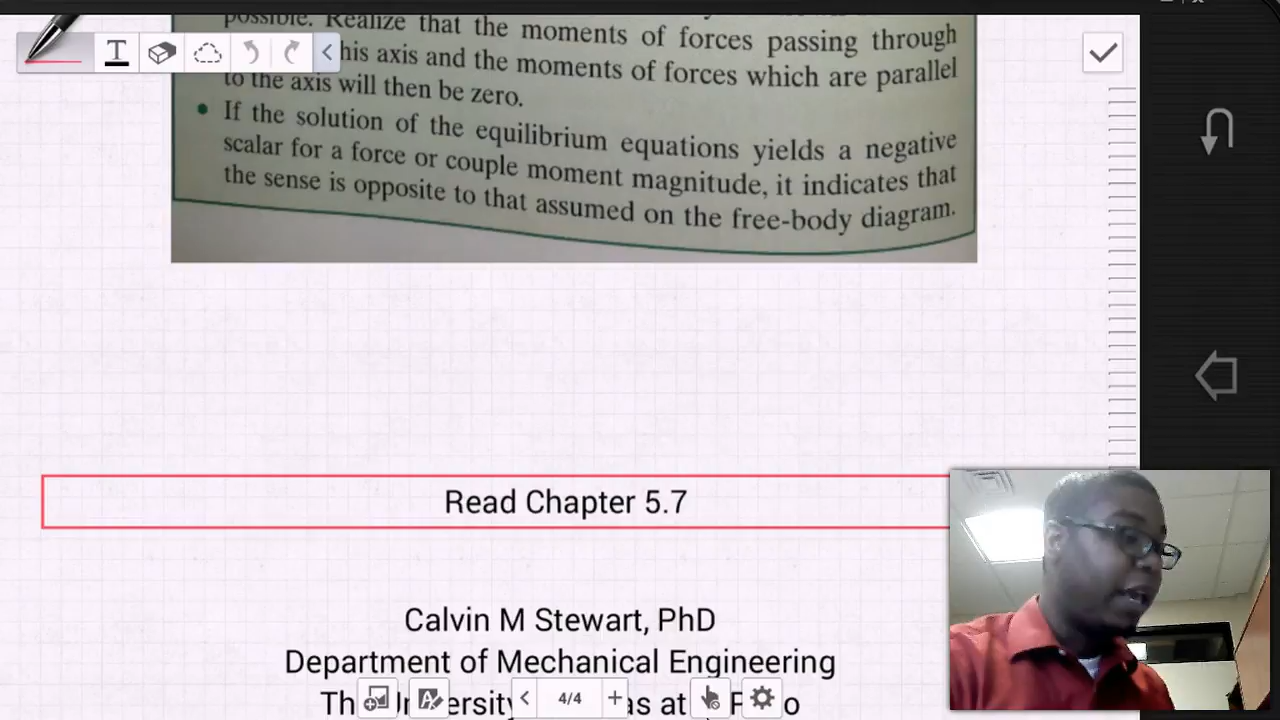 possible. Realize that the moments of forces passing through
his axis and the moments of forces which are parallel
to the axis will then be zero.
• If the solution of the equilibrium equations yields a negative
scalar for a force or couple moment magnitude, it indicates that
the sense is opposite to that assumed on the free-body diagram.
Read Chapter 5.7
Calvin M Stewart, PhD
Department of Mechanical Engineering
4/4